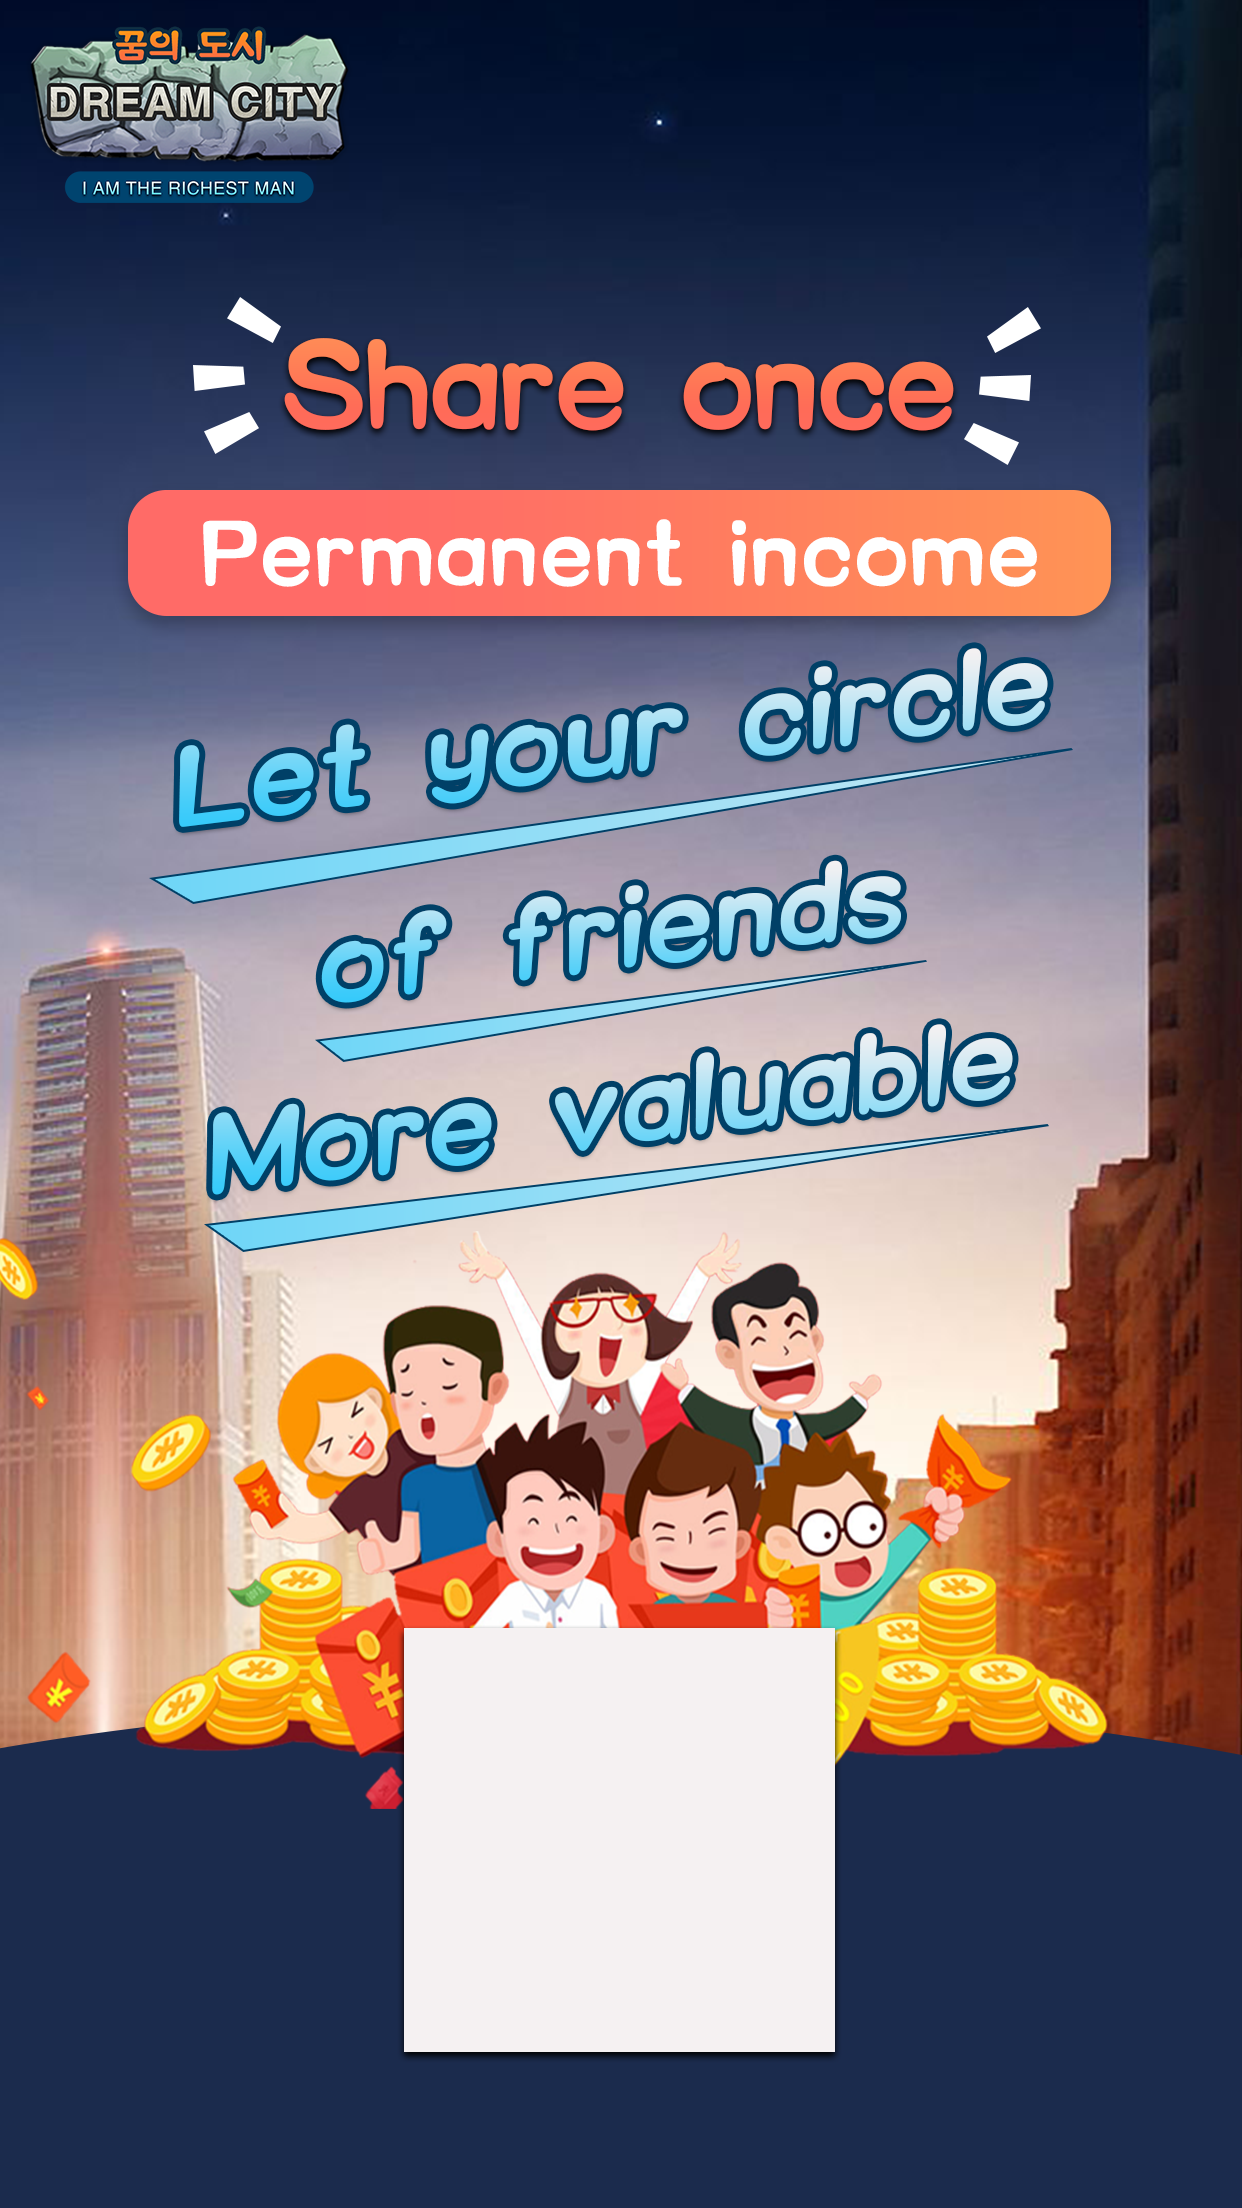 꿈의 도시
DREAM CITY
I AM THE RICHEST MAN
Share once
Permanent income
Let your circle
of friends
More valuable